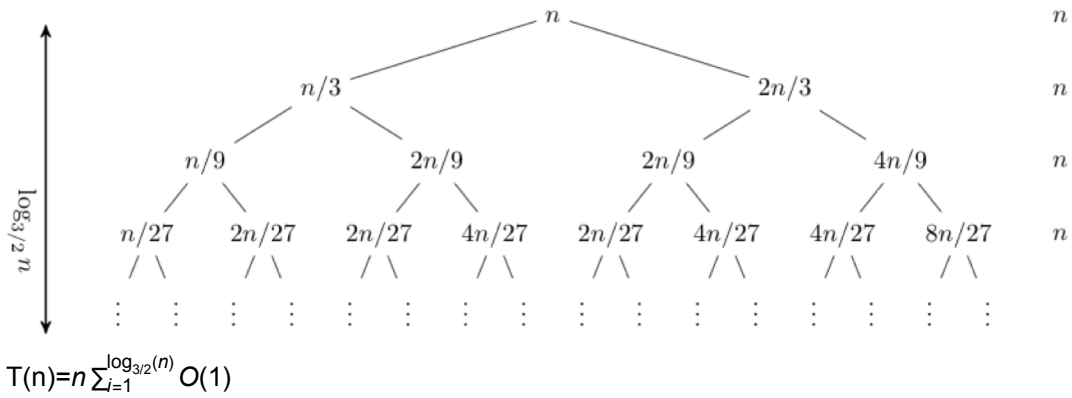 n n
n/3 2n/3 n
n/9 2n/9 2n/9 4n/9 n
log_{3/2} n
n/27 2n/27 2n/27 4n/27 2n/27 4n/27 4n/27 8n/27 n
⋮ ⋮ ⋮ ⋮ ⋮ ⋮ ⋮ ⋮ ⋮ ⋮ ⋮ ⋮ ⋮ ⋮ ⋮ ⋮
T(n)=n ∑_{i=1}^{log_{3/2}(n)} O(1)